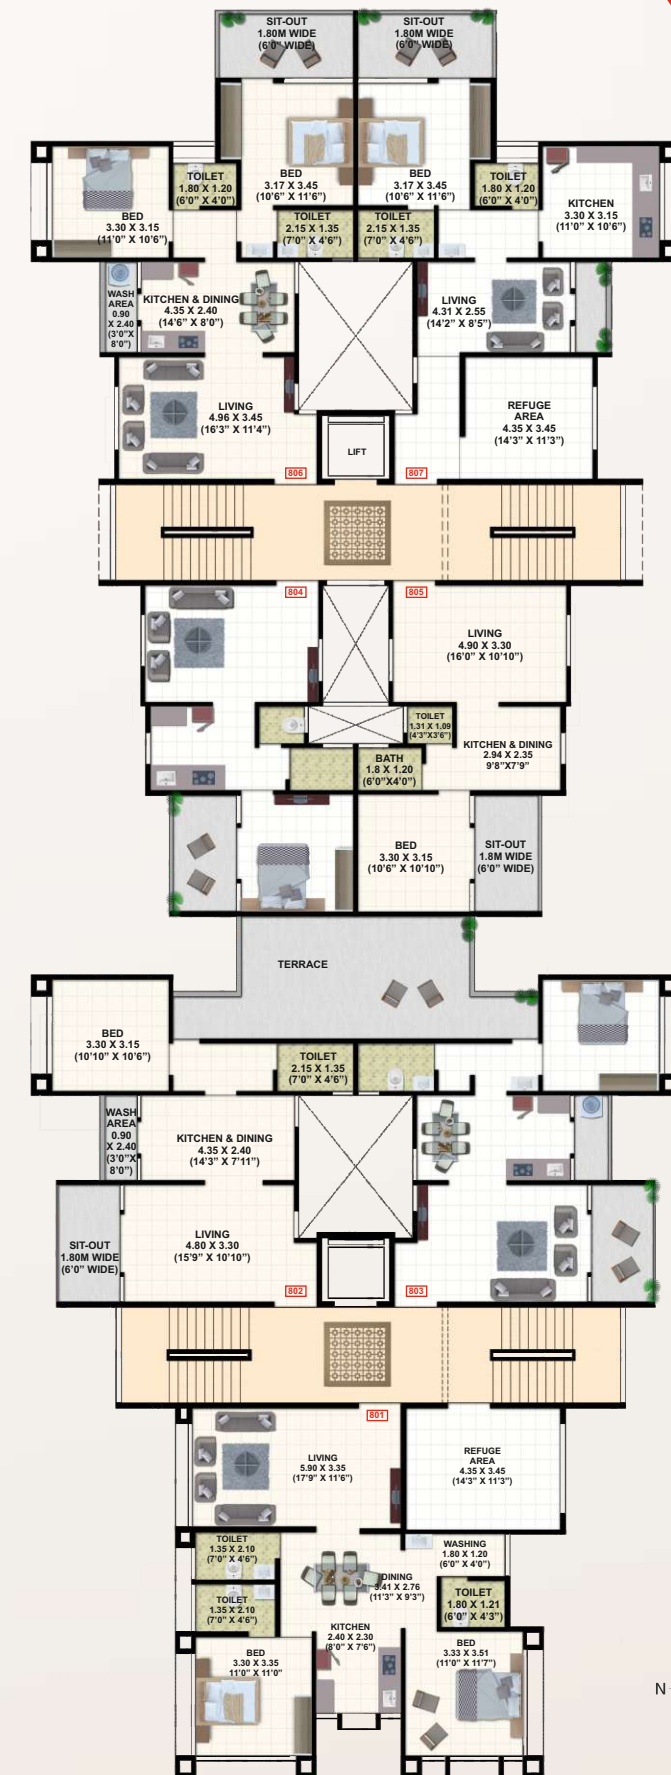 SIT-OUT
1.80M WIDE
(6'0" WIDE)
SIT-OUT
1.80M WIDE
(6'0" WIDE)
BED
3.30 X 3.15
(11'0" X 10'6")
TOILET
1.80 X 1.20
(6'0" X 4'0")
BED
3.17 X 3.45
(10'6" X 11'6")
BED
3.17 X 3.45
(10'6" X 11'6")
TOILET
1.80 X 1.20
(6'0" X 4'0")
KITCHEN
3.30 X 3.15
(11'0" X 10'6")
TOILET
2.15 X 1.35
(7'0" X 4'6")
TOILET
2.15 X 1.35
(7'0" X 4'6")
WASH
AREA
0.90
X 2.40
(3'0"X
8'0")
KITCHEN & DINING
4.35 X 2.40
(14'6" X 8'0")
LIVING
4.31 X 2.55
(14'2" X 8'5")
LIVING
4.96 X 3.45
(16'3" X 11'4")
REFUGE
AREA
4.35 X 3.45
(14'3" X 11'3")
LIFT
806
807
804
805
LIVING
4.90 X 3.30
(16'0" X 10'10")
TOILET
1.31 X 1.09
(4'3"X3'6")
KITCHEN & DINING
2.94 X 2.35
9'8"X7'9"
BATH
1.8 X 1.20
(6'0"X4'0")
BED
3.30 X 3.15
(10'6" X 10'10")
SIT-OUT
1.8M WIDE
(6'0" WIDE)
TERRACE
BED
3.30 X 3.15
(10'10" X 10'6")
TOILET
2.15 X 1.35
(7'0" X 4'6")
WASH
AREA
0.90
X 2.40
(3'0"X
8'0")
KITCHEN & DINING
4.35 X 2.40
(14'3" X 7'11")
SIT-OUT
1.80M WIDE
(6'0" WIDE)
LIVING
4.80 X 3.30
(15'9" X 10'10")
802
803
801
LIVING
5.90 X 3.35
(17'9" X 11'6")
REFUGE
AREA
4.35 X 3.45
(14'3" X 11'3")
TOILET
1.35 X 2.10
(7'0" X 4'6")
WASHING
1.80 X 1.20
(6'0" X 4'0")
DINING
3.41 X 2.76
(11'3" X 9'3")
TOILET
1.35 X 2.10
(7'0" X 4'6")
TOILET
1.80 X 1.21
(6'0" X 4'3")
KITCHEN
2.40 X 2.30
(8'0" X 7'6")
BED
3.30 X 3.35
11'0" X 11'0"
BED
3.33 X 3.51
(11'0" X 11'7")
N